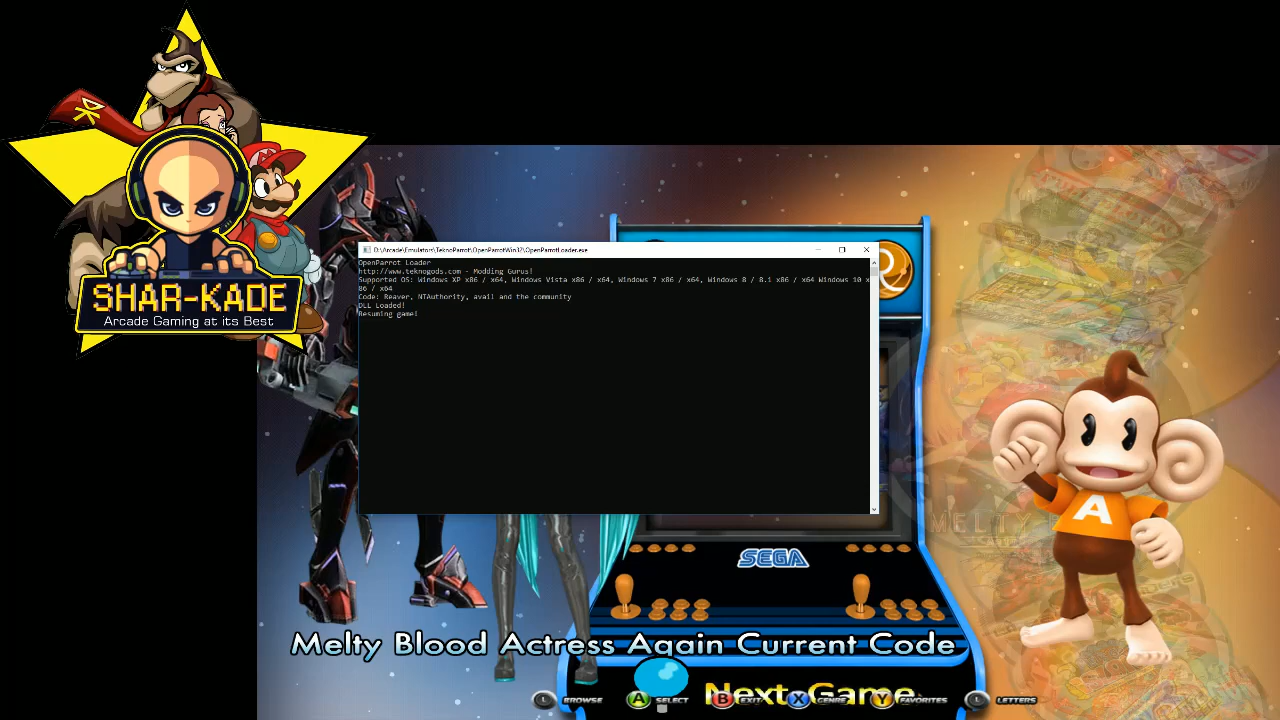 SHAR-KADE
Arcade Gaming at its Best
D:\Arcade\Emulators\TeknoParrot\OpenParrotWin32\OpenParrotLoader.exe
OpenParrot Loader
http://www.teknogods.com - Modding Gurus!
Supported OS: Windows XP x86 / x64, Windows Vista x86 / x64, Windows 7 x86 / x64, Windows 8 / 8.1 x86 / x64 Windows 10 x
86 / x64
Code: Reaver, NTAuthority, avail and the community
DLL Loaded!
Resuming game!
R
A
MELTY
SEGA
Melty Blood Actress Again Current Code
Next Game
L BROWSE A SELECT B EXIT X GENRE Y FAVORITES L LETTERS